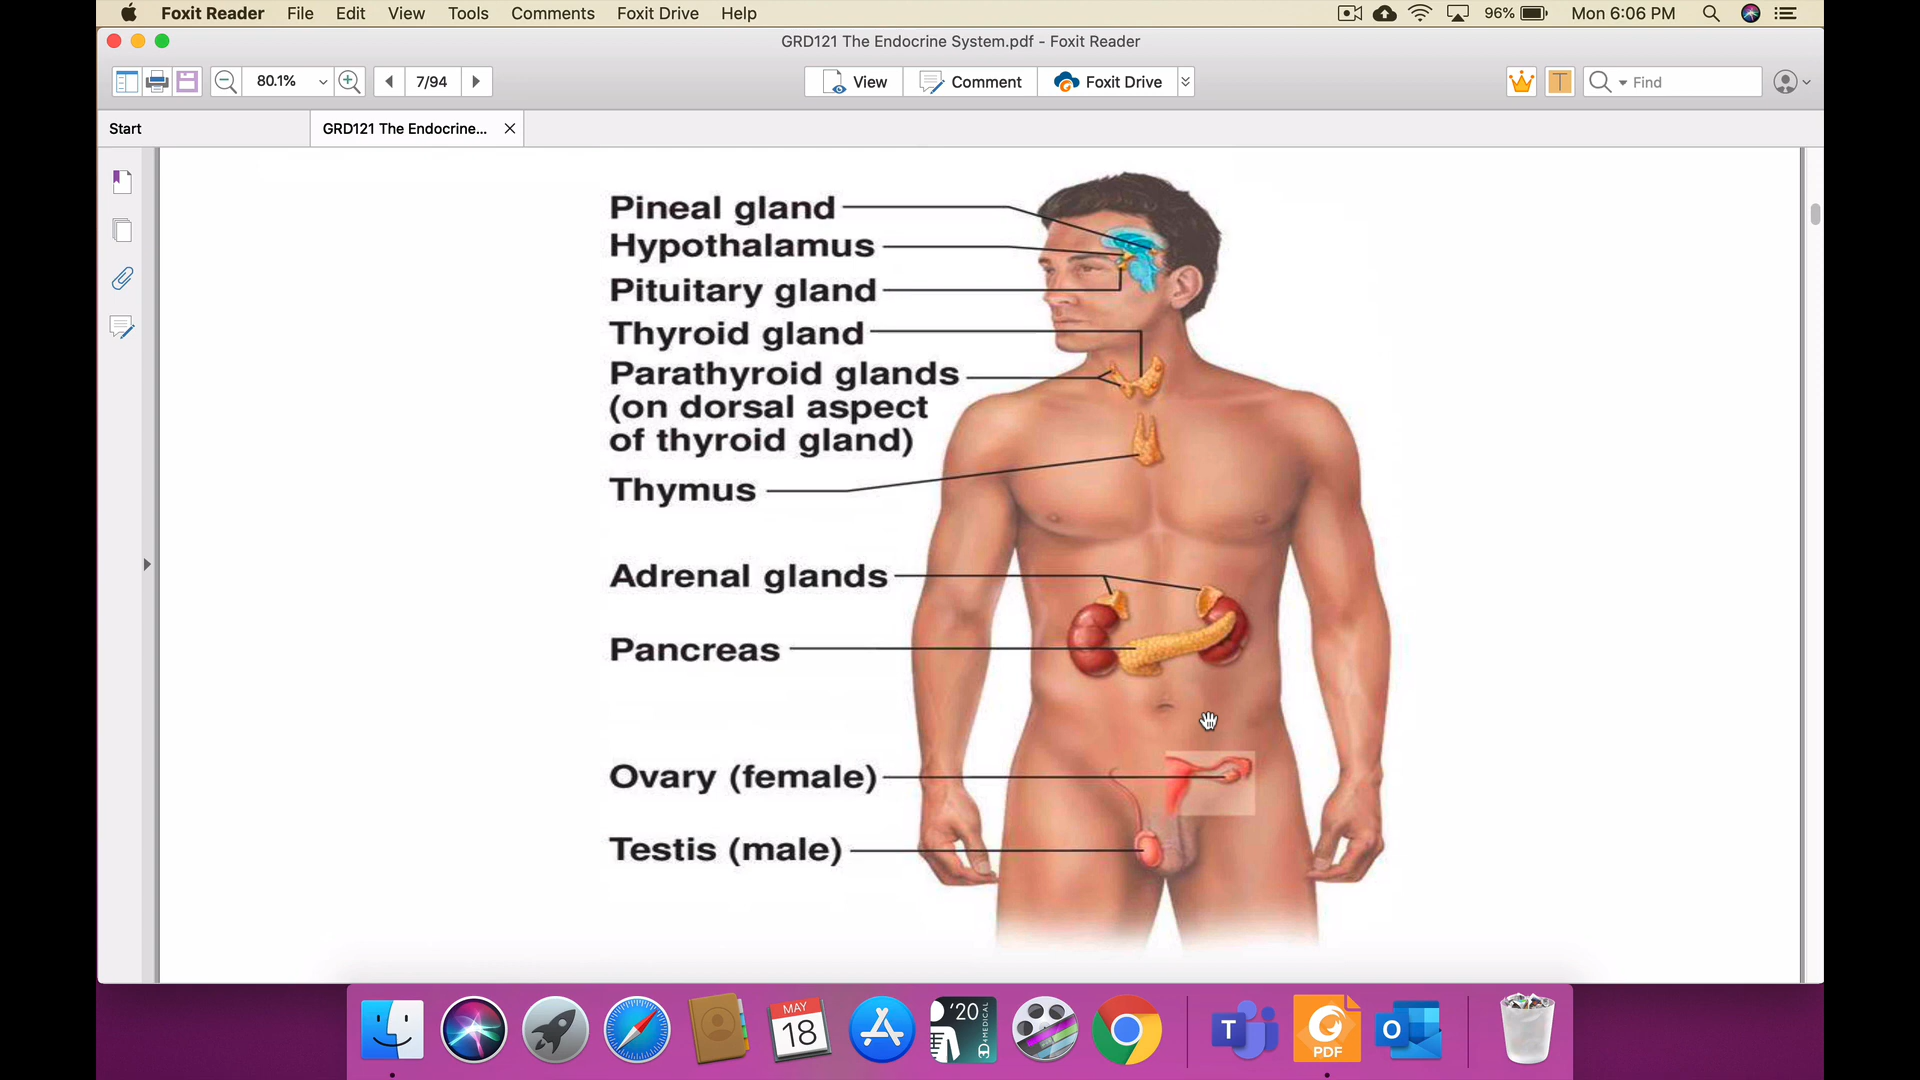 Foxit Reader File Edit View Tools Comments Foxit Drive Help 96% Mon 6:06 PM
GRD121 The Endocrine System.pdf - Foxit Reader
80.1% 7/94 View Comment Foxit Drive T Find
Start GRD121 The Endocrine...
Pineal gland
Hypothalamus
Pituitary gland
Thyroid gland
Parathyroid glands
(on dorsal aspect
of thyroid gland)
Thymus
Adrenal glands
Pancreas
Ovary (female)
Testis (male)
MAY
18
'20
3D4MEDICAL
T
PDF
O